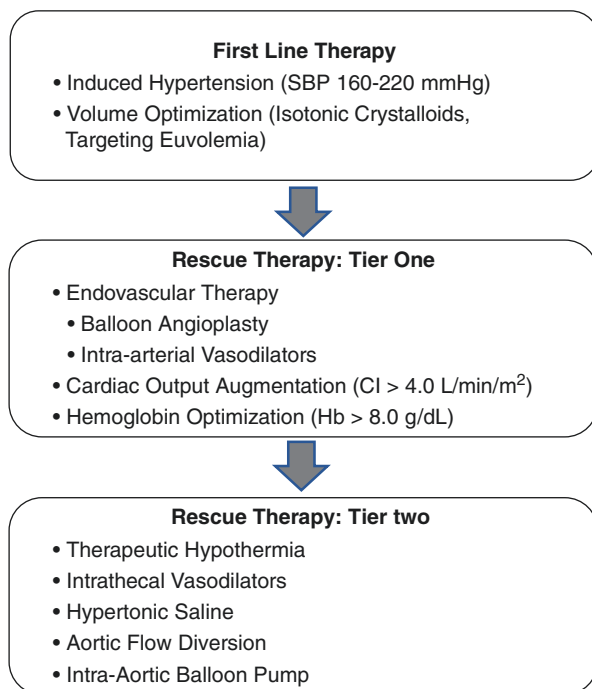 First Line Therapy
• Induced Hypertension (SBP 160-220 mmHg)
• Volume Optimization (Isotonic Crystalloids,
Targeting Euvolemia)
Rescue Therapy: Tier One
• Endovascular Therapy
• Balloon Angioplasty
• Intra-arterial Vasodilators
• Cardiac Output Augmentation (CI > 4.0 L/min/m²)
• Hemoglobin Optimization (Hb > 8.0 g/dL)
Rescue Therapy: Tier two
• Therapeutic Hypothermia
• Intrathecal Vasodilators
• Hypertonic Saline
• Aortic Flow Diversion
• Intra-Aortic Balloon Pump